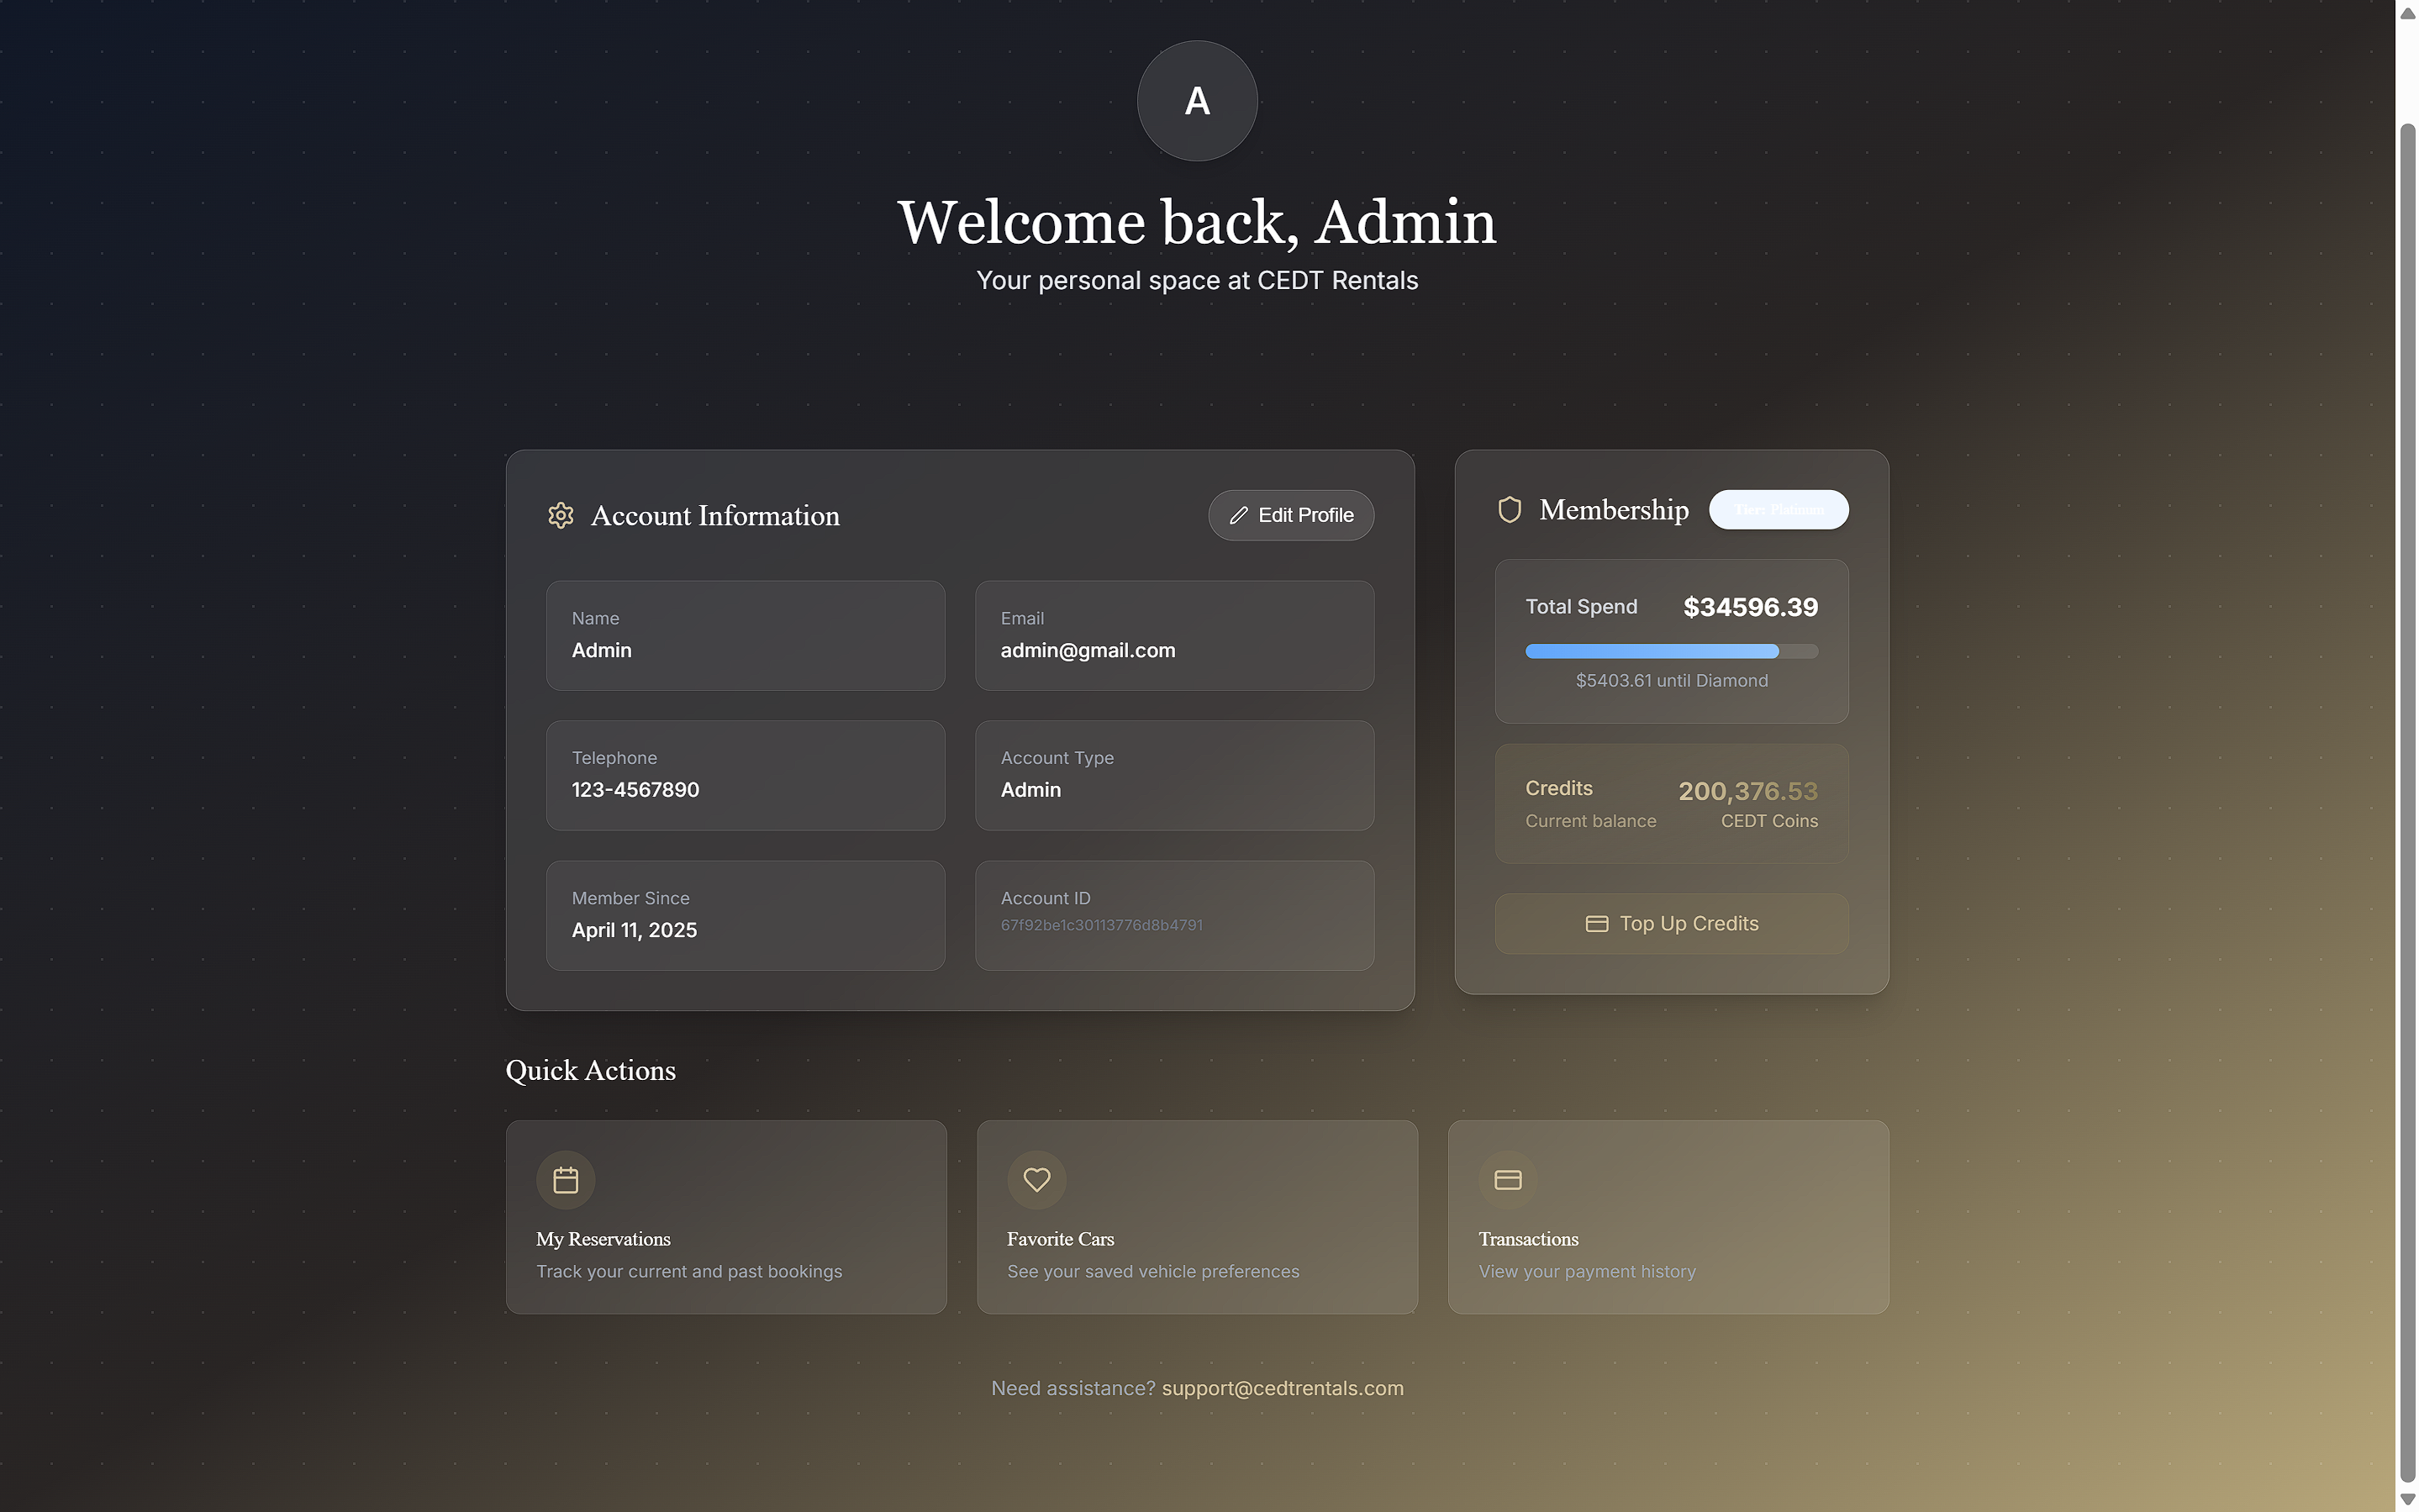 A
Welcome back, Admin
Your personal space at CEDT Rentals
Account Information
Edit Profile
Name
Admin
Email
admin@gmail.com
Telephone
123-4567890
Account Type
Admin
Member Since
April 11, 2025
Account ID
67f92be1c30113776d8b4791
Membership
Tier: Platinum
Total Spend
$34596.39
$5403.61 until Diamond
Credits
200,376.53
Current balance
CEDT Coins
Top Up Credits
Quick Actions
My Reservations
Track your current and past bookings
Favorite Cars
See your saved vehicle preferences
Transactions
View your payment history
Need assistance? support@cedtrentals.com